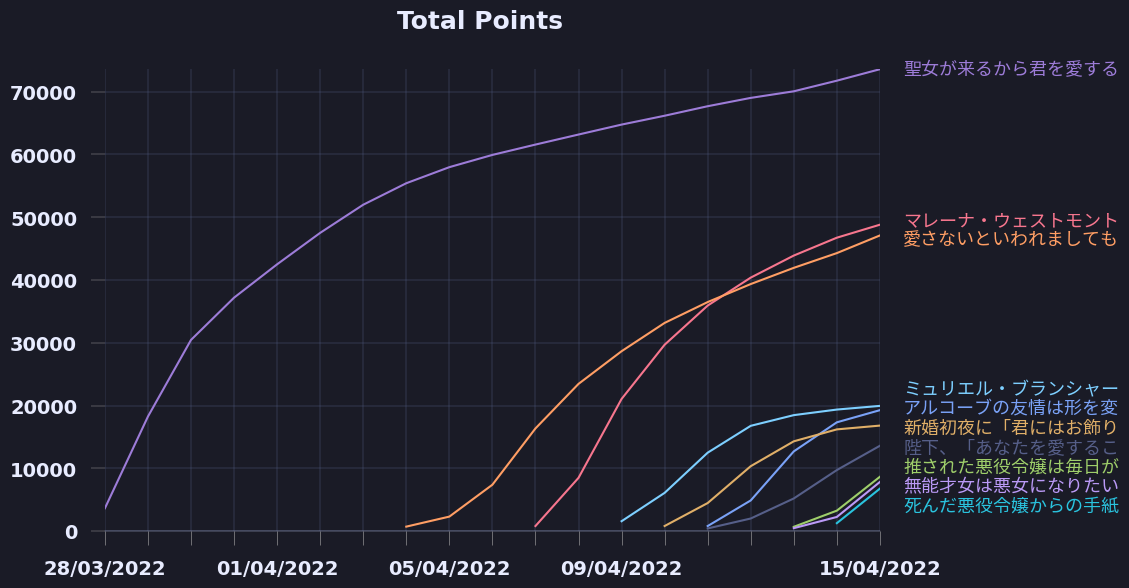 Total Points
70000
60000
50000
40000
30000
20000
10000
0
28/03/2022
01/04/2022
05/04/2022
09/04/2022
15/04/2022
聖女が来るから君を愛する
マレーナ・ウェストモント
愛さないといわれましても
ミュリエル・ブランシャー
アルコーブの友情は形を変
新婚初夜に「君にはお飾り
陛下、「あなたを愛するこ
推された悪役令嬢は毎日が
無能才女は悪女になりたい
死んだ悪役令嬢からの手紙